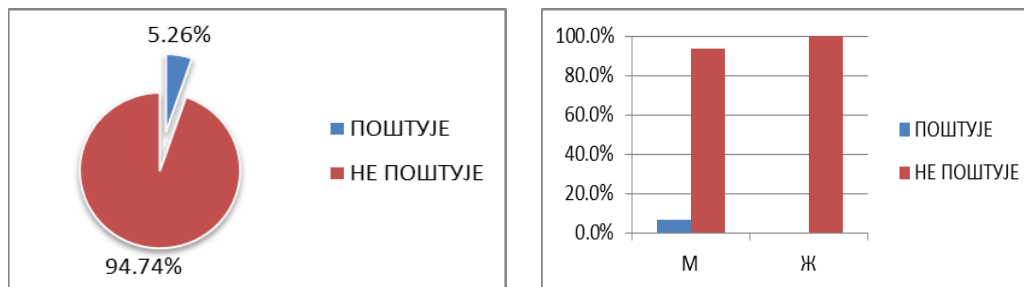 5.26%
ПОШТУЈЕ
НЕ ПОШТУЈЕ
94.74%
100.0%
80.0%
60.0%
40.0%
20.0%
0.0%
М
Ж
ПОШТУЈЕ
НЕ ПОШТУЈЕ